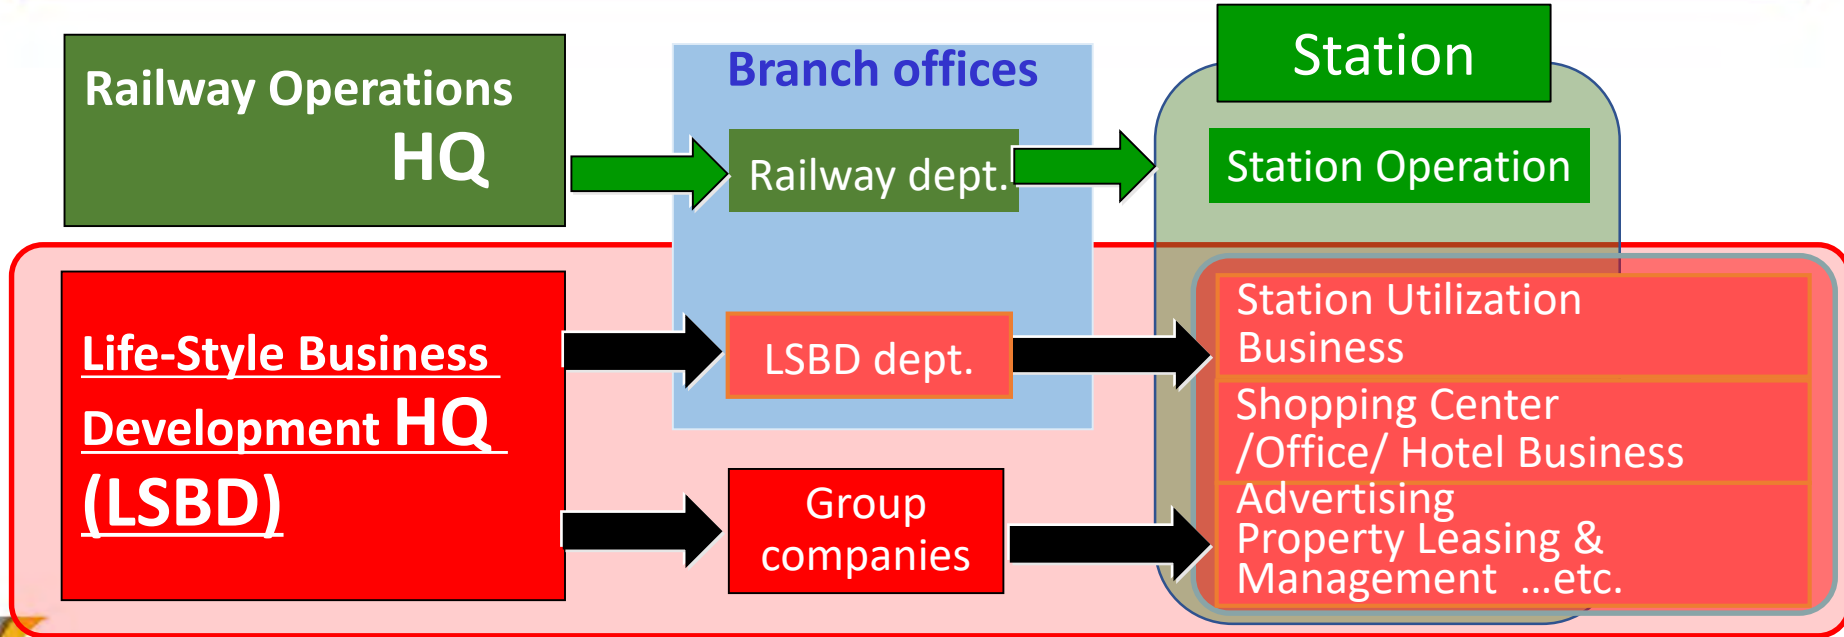 Railway Operations
HQ
Branch offices
Railway dept.
Station
Station Operation
Life-Style Business
Development HQ
(LSBD)
LSBD dept.
Group
companies
Station Utilization
Business
Shopping Center
/Office/ Hotel Business
Advertising
Property Leasing &
Management ...etc.